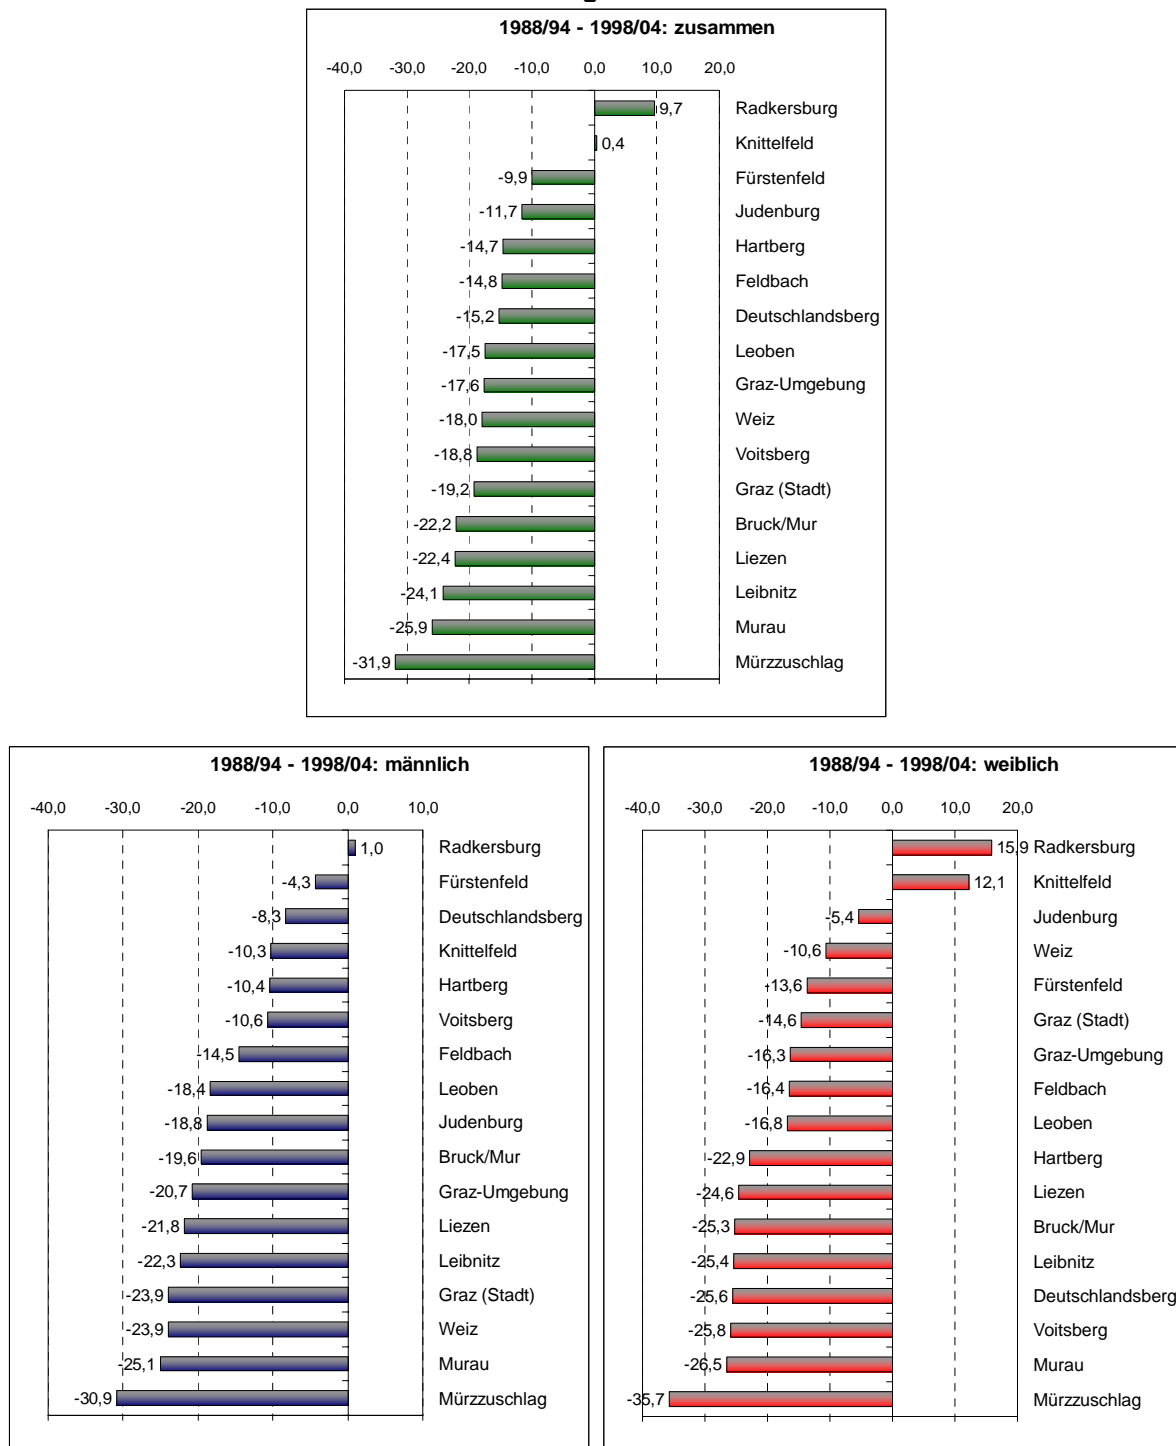 1988/94 - 1998/04: zusammen
-40,0 -30,0 -20,0 -10,0 0,0 10,0 20,0
9,7 Radkersburg
0,4 Knittelfeld
-9,9 Fürstenfeld
-11,7 Judenburg
-14,7 Hartberg
-14,8 Feldbach
-15,2 Deutschlandsberg
-17,5 Leoben
-17,6 Graz-Umgebung
-18,0 Weiz
-18,8 Voitsberg
-19,2 Graz (Stadt)
-22,2 Bruck/Mur
-22,4 Liezen
-24,1 Leibnitz
-25,9 Murau
-31,9 Mürzzuschlag
1988/94 - 1998/04: männlich
-40,0 -30,0 -20,0 -10,0 0,0 10,0
1,0 Radkersburg
-4,3 Fürstenfeld
-8,3 Deutschlandsberg
-10,3 Knittelfeld
-10,4 Hartberg
-10,6 Voitsberg
-14,5 Feldbach
-18,4 Leoben
-18,8 Judenburg
-19,6 Bruck/Mur
-20,7 Graz-Umgebung
-21,8 Liezen
-22,3 Leibnitz
-23,9 Graz (Stadt)
-23,9 Weiz
-25,1 Murau
-30,9 Mürzzuschlag
1988/94 - 1998/04: weiblich
-40,0 -30,0 -20,0 -10,0 0,0 10,0 20,0
15,9 Radkersburg
12,1 Knittelfeld
-5,4 Judenburg
-10,6 Weiz
-13,6 Fürstenfeld
-14,6 Graz (Stadt)
-16,3 Graz-Umgebung
-16,4 Feldbach
-16,8 Leoben
-22,9 Hartberg
-24,6 Liezen
-25,3 Bruck/Mur
-25,4 Leibnitz
-25,6 Deutschlandsberg
-25,8 Voitsberg
-26,5 Murau
-35,7 Mürzzuschlag